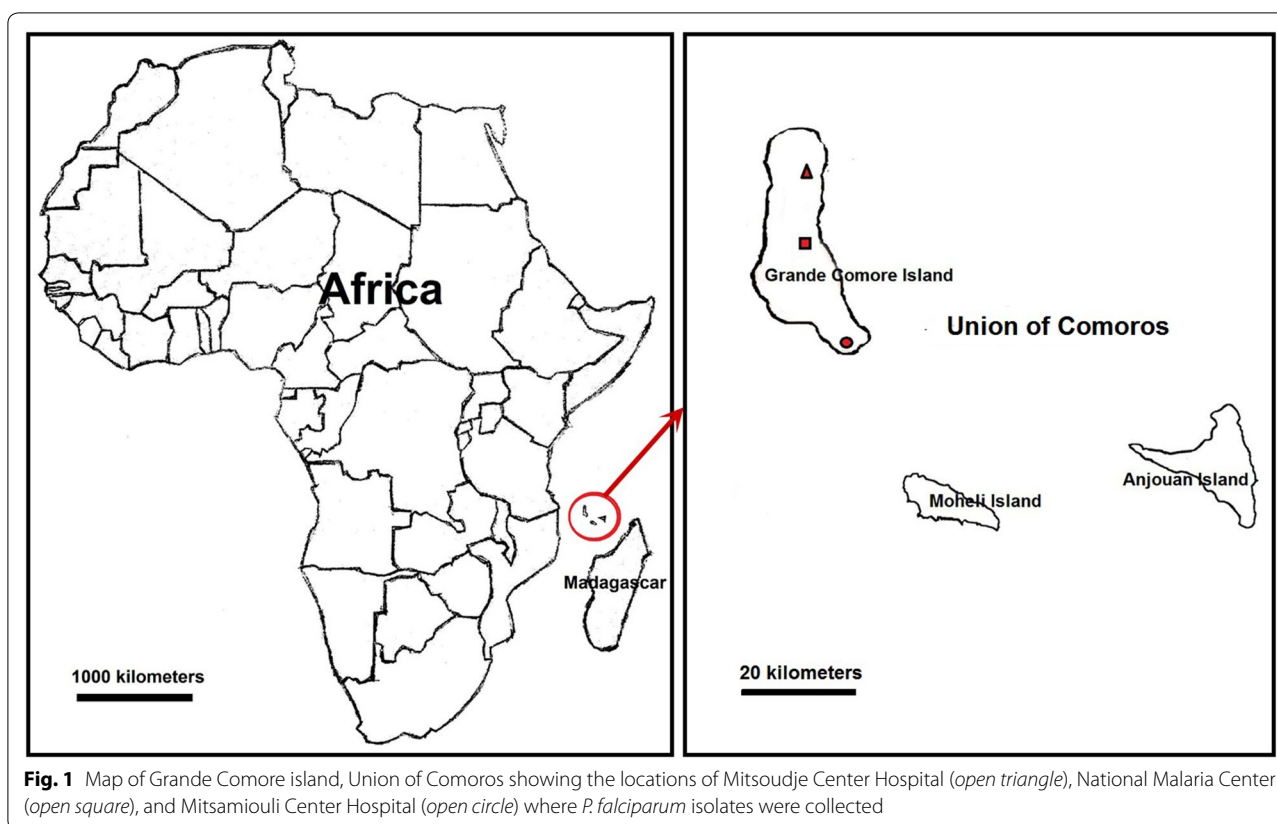 Africa
Madagascar
1000 kilometers
Grande Comore Island
Union of Comoros
Moheli Island
Anjouan Island
20 kilometers
Fig. 1 Map of Grande Comore island, Union of Comoros showing the locations of Mitsoudje Center Hospital (open triangle), National Malaria Center
(open square), and Mitsamiouli Center Hospital (open circle) where P. falciparum isolates were collected